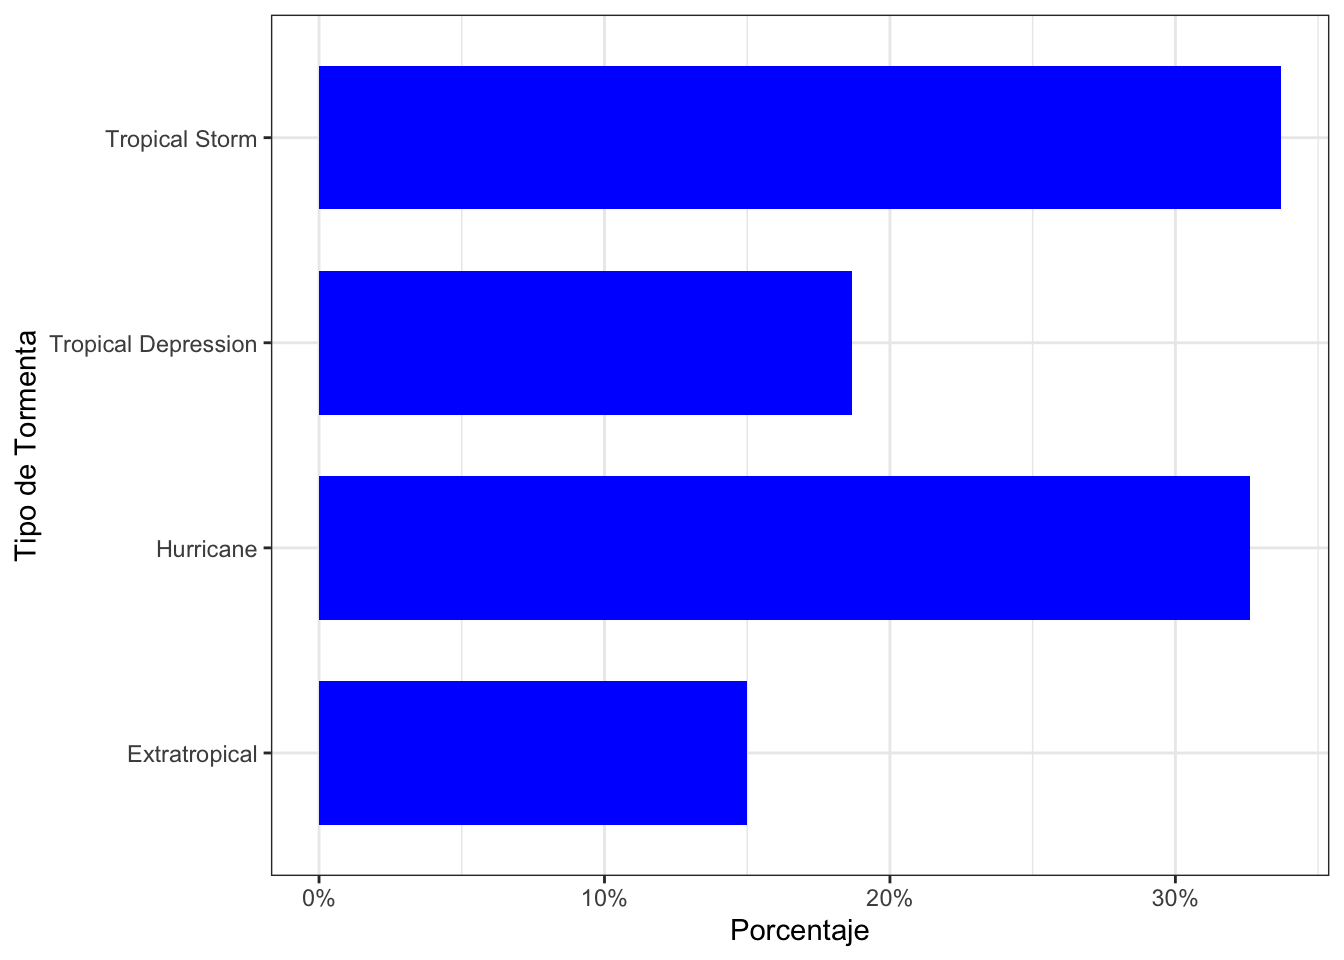 Tropical Storm
Tropical Depression
Hurricane
Extratropical
Tipo de Tormenta
0% 10% 20% 30%
Porcentaje